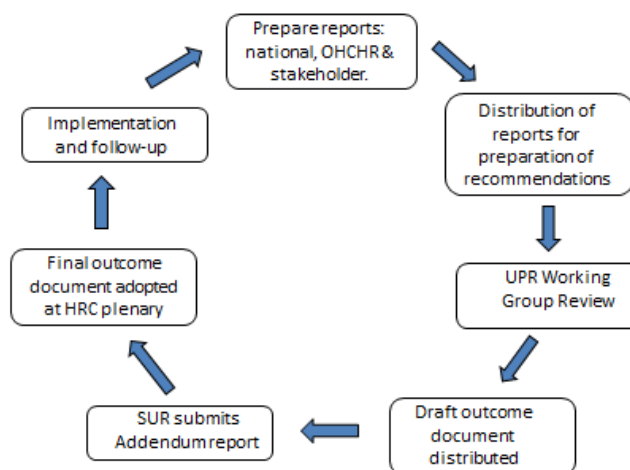 Prepare reports:
national, OHCHR &
stakeholder.
Distribution of
reports for
preparation of
recommendations
UPR Working
Group Review
Draft outcome
document
distributed
SUR submits
Addendum report
Final outcome
document adopted
at HRC plenary
Implementation
and follow-up